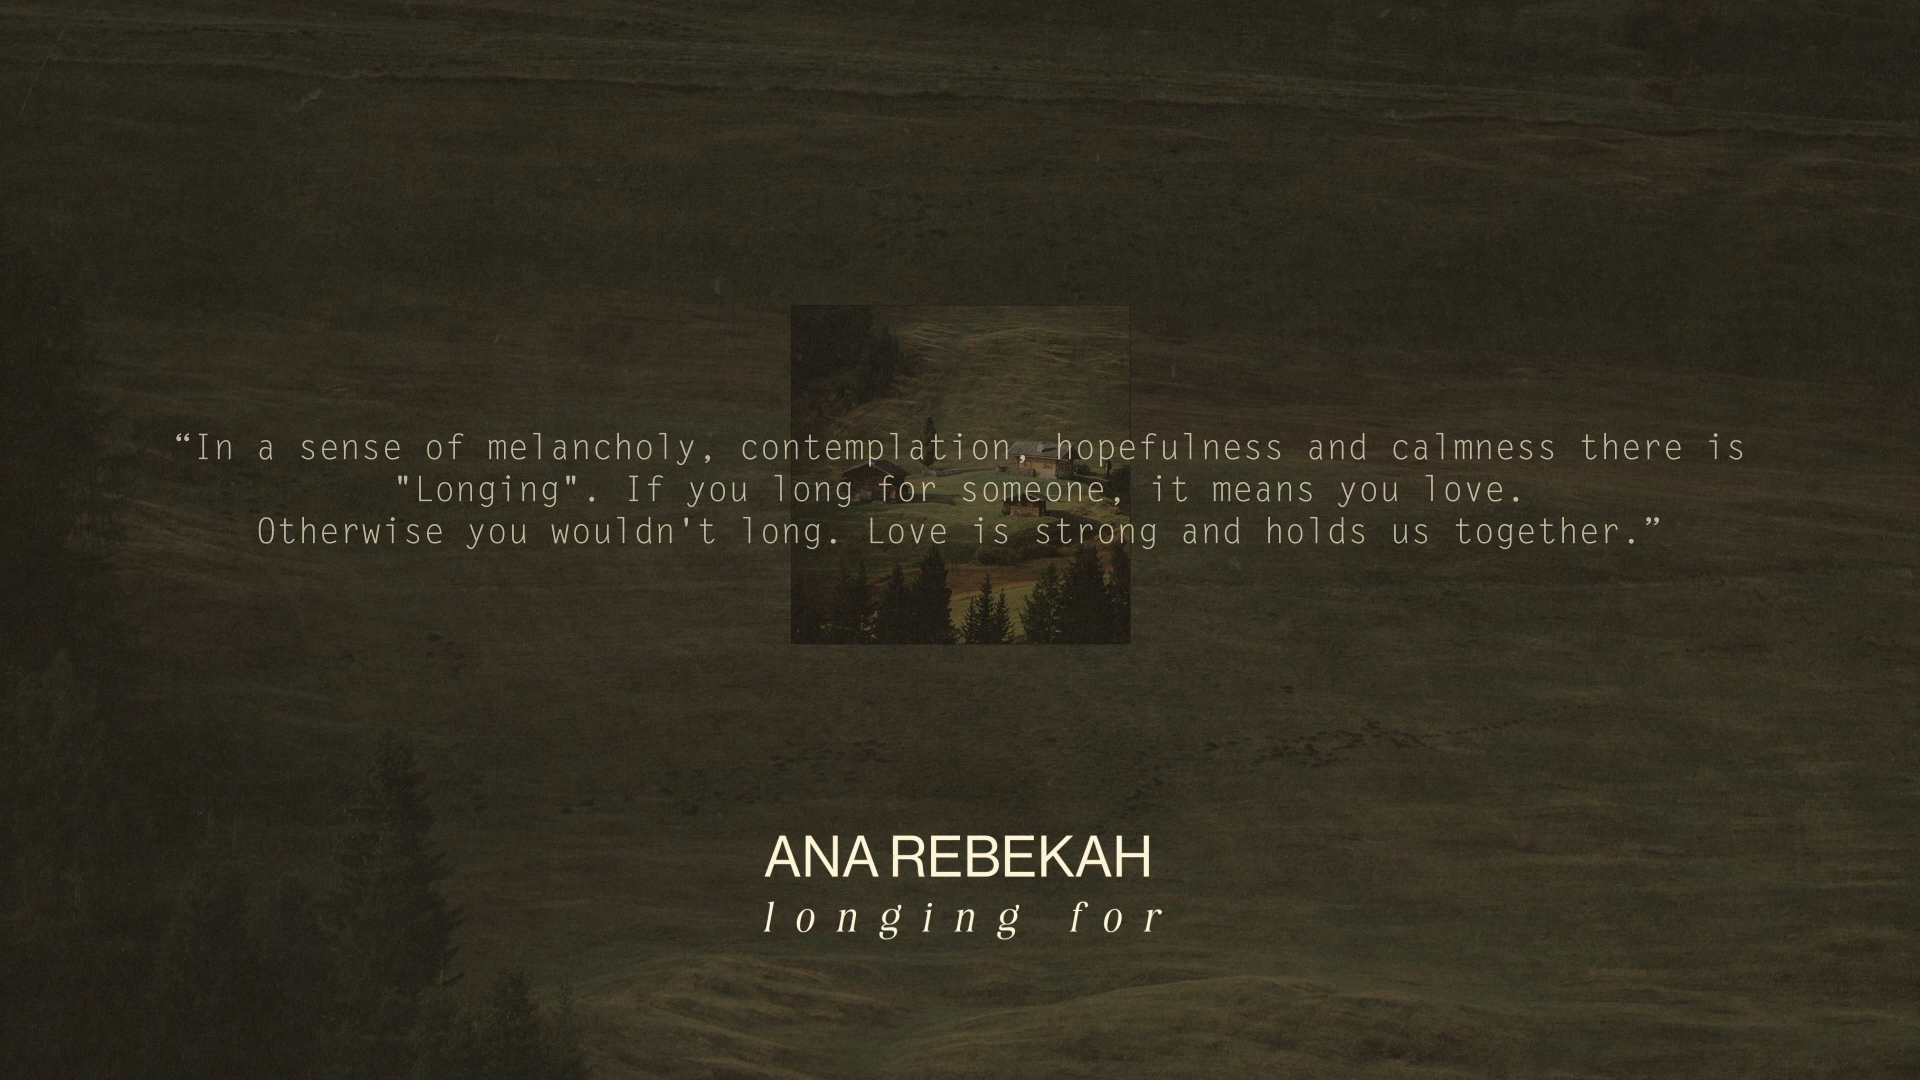 “In a sense of melancholy, contemplation, hopefulness and calmness there is
"Longing". If you long for someone, it means you love.
Otherwise you wouldn't long. Love is strong and holds us together.”
ANA REBEKAH
longing for